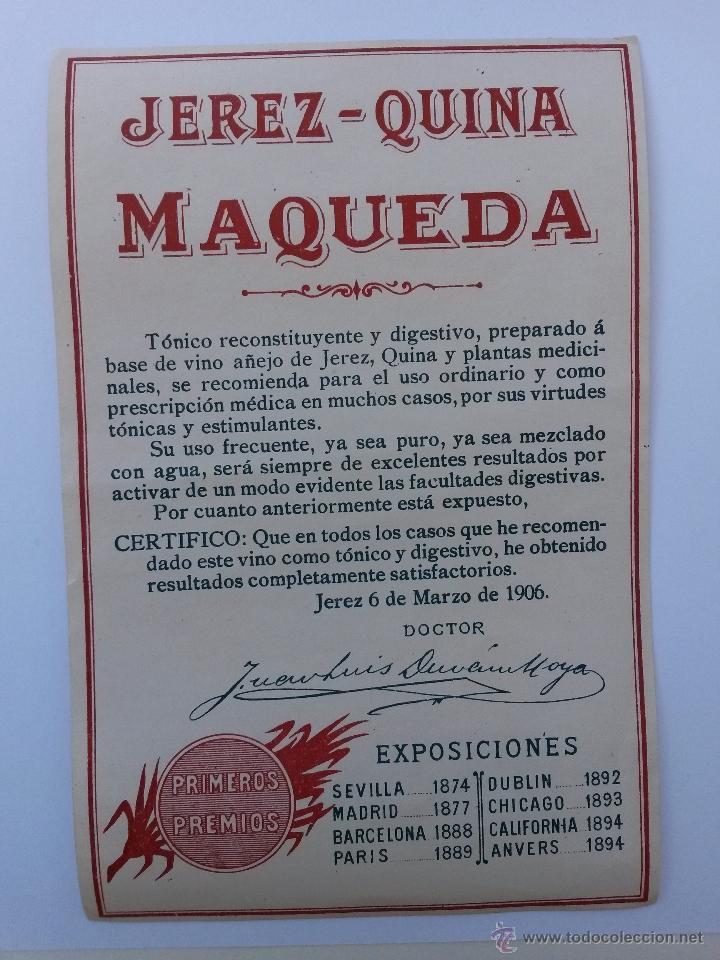 JEREZ-QUINA
MAQUEDA
Tónico reconstituyente y digestivo, preparado á
base de vino añejo de Jerez, Quina y plantas medici-
nales, se recomienda para el uso ordinario y como
prescripción médica en muchos casos, por sus virtudes
tónicas y estimulantes.
Su uso frecuente, ya sea puro, ya sea mezclado
con agua, será siempre de excelentes resultados por
activar de un modo evidente las facultades digestivas.
Por cuanto anteriormente está expuesto,
CERTIFICO: Que en todos los casos que he recomen-
dado este vino como tónico y digestivo, he obtenido
resultados completamente satisfactorios.
Jerez 6 de Marzo de 1906.
DOCTOR
Juan Luis Durán Moya
PRIMEROS
PREMIOS
EXPOSICIONES
SEVILLA......1874
MADRID......1877
BARCELONA 1888
PARIS.........1889
DUBLIN......1892
CHICAGO....1893
CALIFORNIA 1894
ANVERS......1894
www.todocoleccion.net